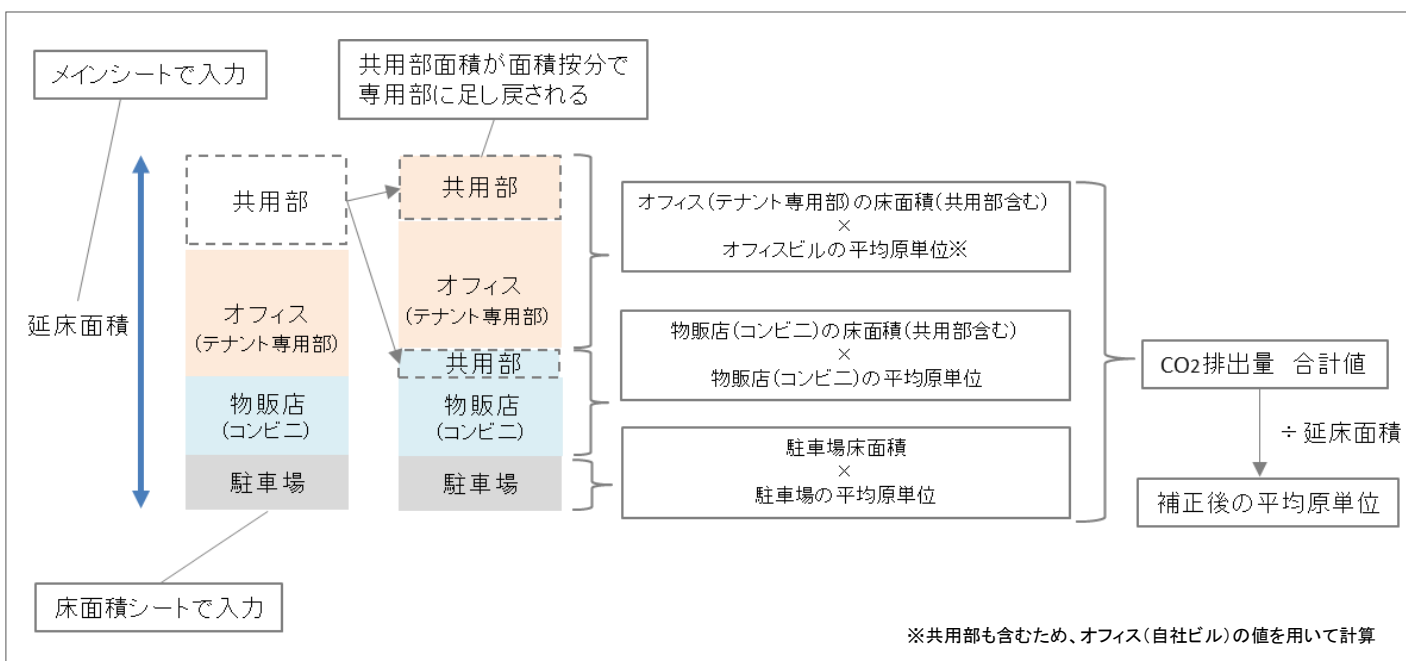 メインシートで入力
共用部面積が面積按分で
専用部に足し戻される
延床面積
共用部
オフィス
(テナント専用部)
物販店
(コンビニ)
駐車場
床面積シートで入力
共用部
オフィス
(テナント専用部)
共用部
物販店
(コンビニ)
駐車場
オフィス(テナント専用部)の床面積(共用部含む)
×
オフィスビルの平均原単位※
物販店(コンビニ)の床面積(共用部含む)
×
物販店(コンビニ)の平均原単位
駐車場床面積
×
駐車場の平均原単位
CO2排出量 合計値
÷ 延床面積
補正後の平均原単位
※共用部も含むため、オフィス(自社ビル)の値を用いて計算